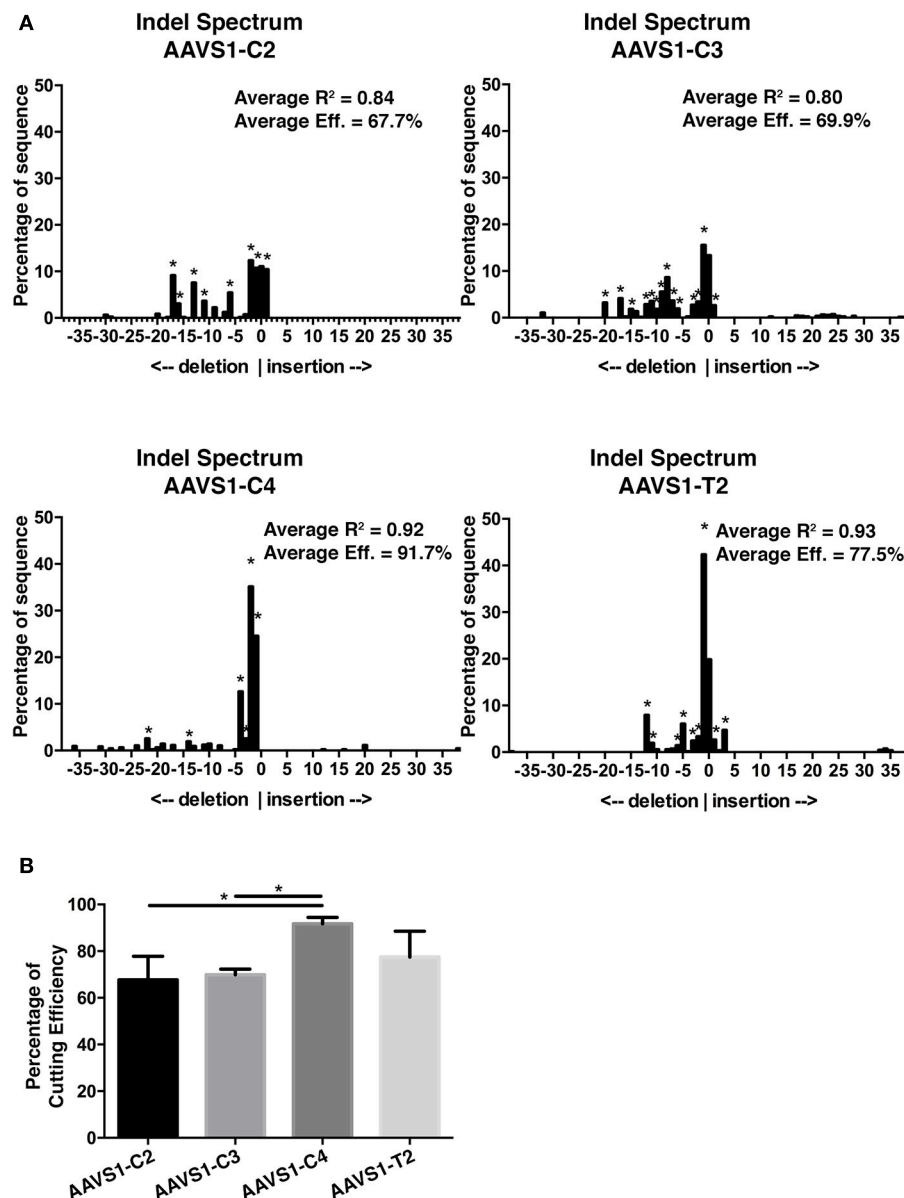 A
Indel Spectrum
AAVS1-C2
Average R² = 0.84
Average Eff. = 67.7%
Percentage of sequence
50
40
30
20
10
0
-35-30-25-20-15-10 -5 0 5 10 15 20 25 30 35
<-- deletion | insertion -->
Indel Spectrum
AAVS1-C3
Average R² = 0.80
Average Eff. = 69.9%
Percentage of sequence
50
40
30
20
10
0
-35-30-25-20-15-10 -5 0 5 10 15 20 25 30 35
<-- deletion | insertion -->
Indel Spectrum
AAVS1-C4
Average R² = 0.92
Average Eff. = 91.7%
Percentage of sequence
50
40
30
20
10
0
-35-30-25-20-15-10 -5 0 5 10 15 20 25 30 35
<-- deletion | insertion -->
Indel Spectrum
AAVS1-T2
Average R² = 0.93
Average Eff. = 77.5%
Percentage of sequence
50
40
30
20
10
0
-35-30-25-20-15-10 -5 0 5 10 15 20 25 30 35
<-- deletion | insertion -->
B
Percentage of
Cutting Efficiency
100
80
60
40
20
0
* *
AAVS1-C2
AAVS1-C3
AAVS1-C4
AAVS1-T2